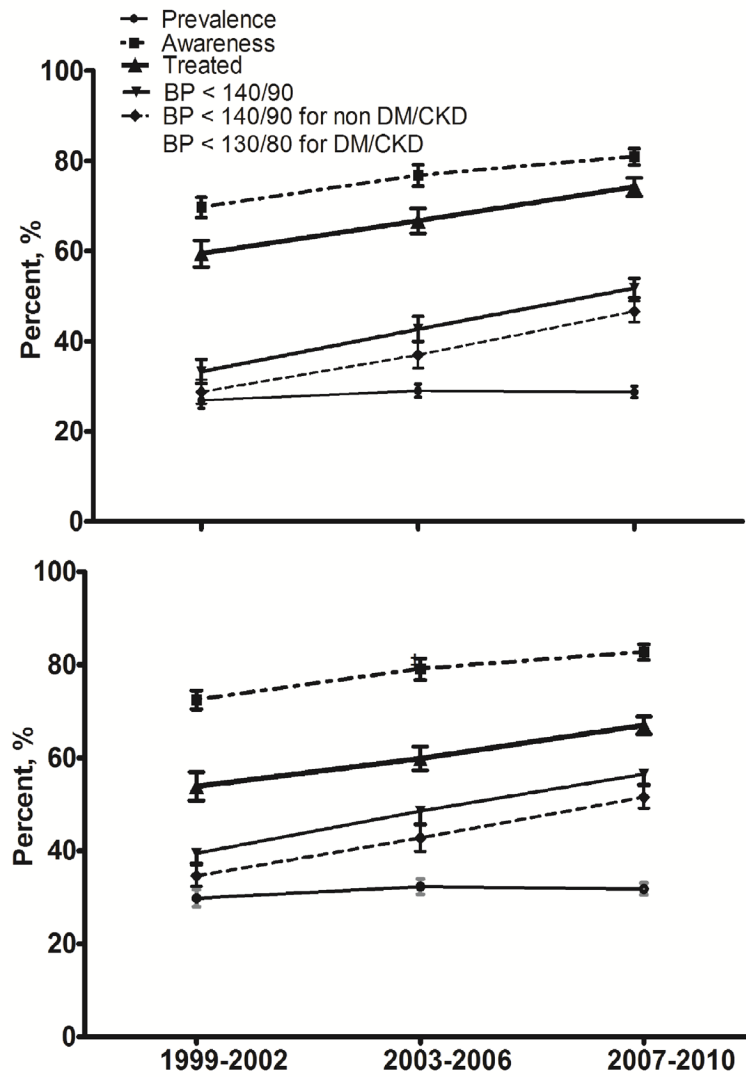 Prevalence
Awareness
Treated
BP < 140/90
BP < 140/90 for non DM/CKD
BP < 130/80 for DM/CKD
100
80
60
40
20
0
Percent, %
100
80
60
40
20
0
Percent, %
1999-2002 2003-2006 2007-2010